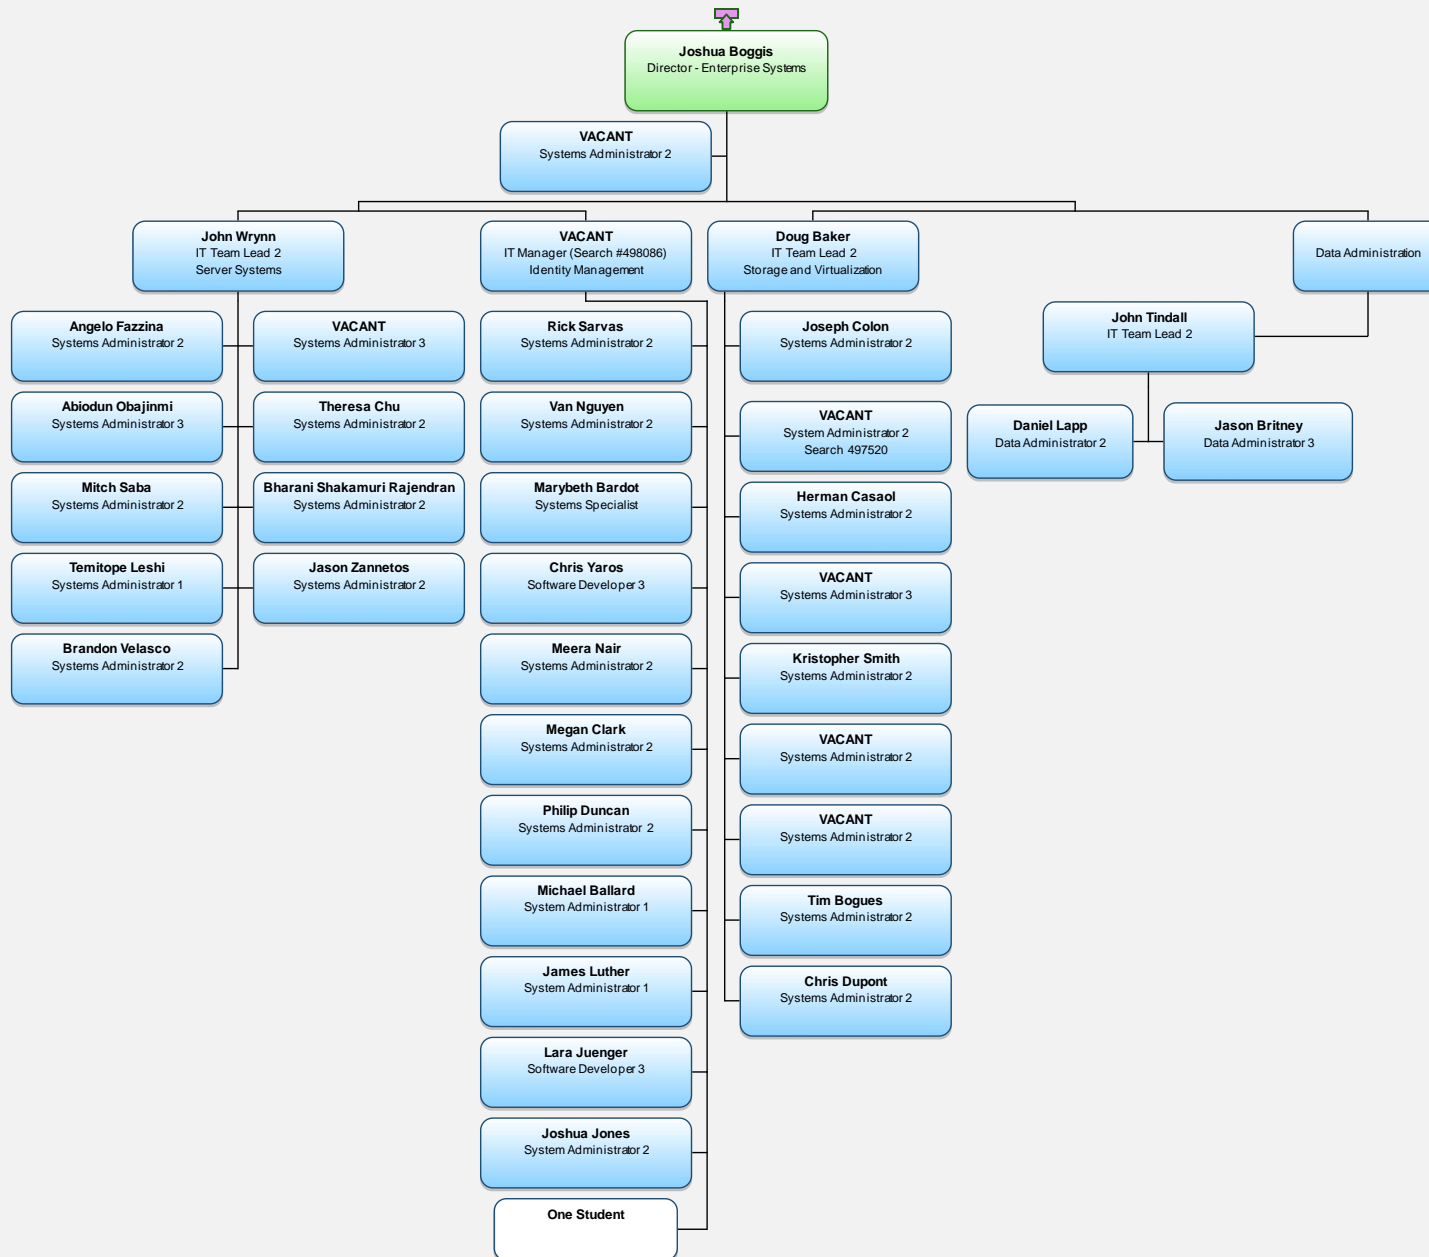 Joshua Boggis
Director - Enterprise Systems
VACANT
Systems Administrator 2
John Wrynn
IT Team Lead 2
Server Systems
VACANT
IT Manager (Search #498086)
Identity Management
Doug Baker
IT Team Lead 2
Storage and Virtualization
Data Administration
Angelo Fazzina
Systems Administrator 2
VACANT
Systems Administrator 3
Abiodun Obajinmi
Systems Administrator 3
Theresa Chu
Systems Administrator 2
Mitch Saba
Systems Administrator 2
Bharani Shakamuri Rajendran
Systems Administrator 2
Temitope Leshi
Systems Administrator 1
Jason Zannetos
Systems Administrator 2
Brandon Velasco
Systems Administrator 2
Rick Sarvas
Systems Administrator 2
Van Nguyen
Systems Administrator 2
Marybeth Bardot
Systems Specialist
Chris Yaros
Software Developer 3
Meera Nair
Systems Administrator 2
Megan Clark
Systems Administrator 2
Philip Duncan
Systems Administrator 2
Michael Ballard
System Administrator 1
James Luther
System Administrator 1
Lara Juenger
Software Developer 3
Joshua Jones
System Administrator 2
One Student
Joseph Colon
Systems Administrator 2
VACANT
System Administrator 2
Search 497520
Herman Casaol
Systems Administrator 2
VACANT
Systems Administrator 3
Kristopher Smith
Systems Administrator 2
VACANT
Systems Administrator 2
VACANT
Systems Administrator 2
Tim Bogues
Systems Administrator 2
Chris Dupont
Systems Administrator 2
John Tindall
IT Team Lead 2
Daniel Lapp
Data Administrator 2
Jason Britney
Data Administrator 3